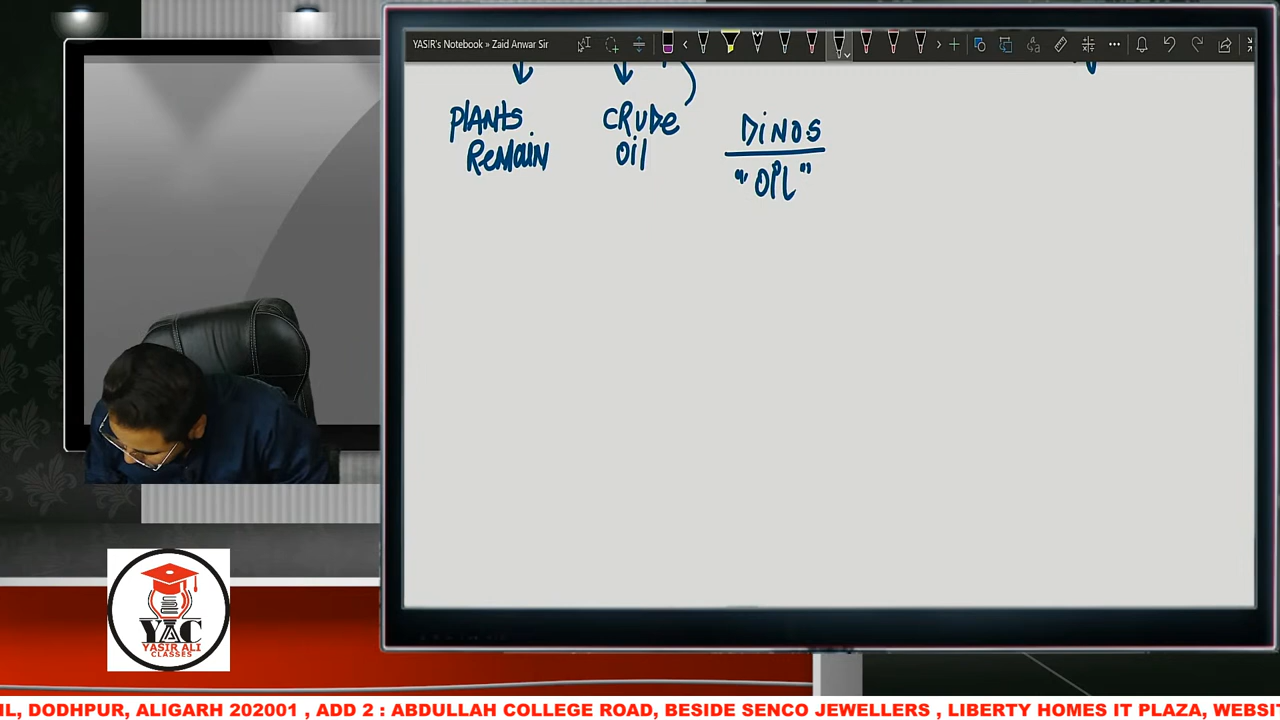 YASIR's Notebook » Zaid Anwar Sir
PLANTS
ReMAiN
CRUDe
OiL
DiNOS
"OPL"
YAC
YASIR ALI
CLASSES
IL, DODHPUR, ALIGARH 202001 , ADD 2 : ABDULLAH COLLEGE ROAD, BESIDE SENCO JEWELLERS , LIBERTY HOMES IT PLAZA, WEBSI